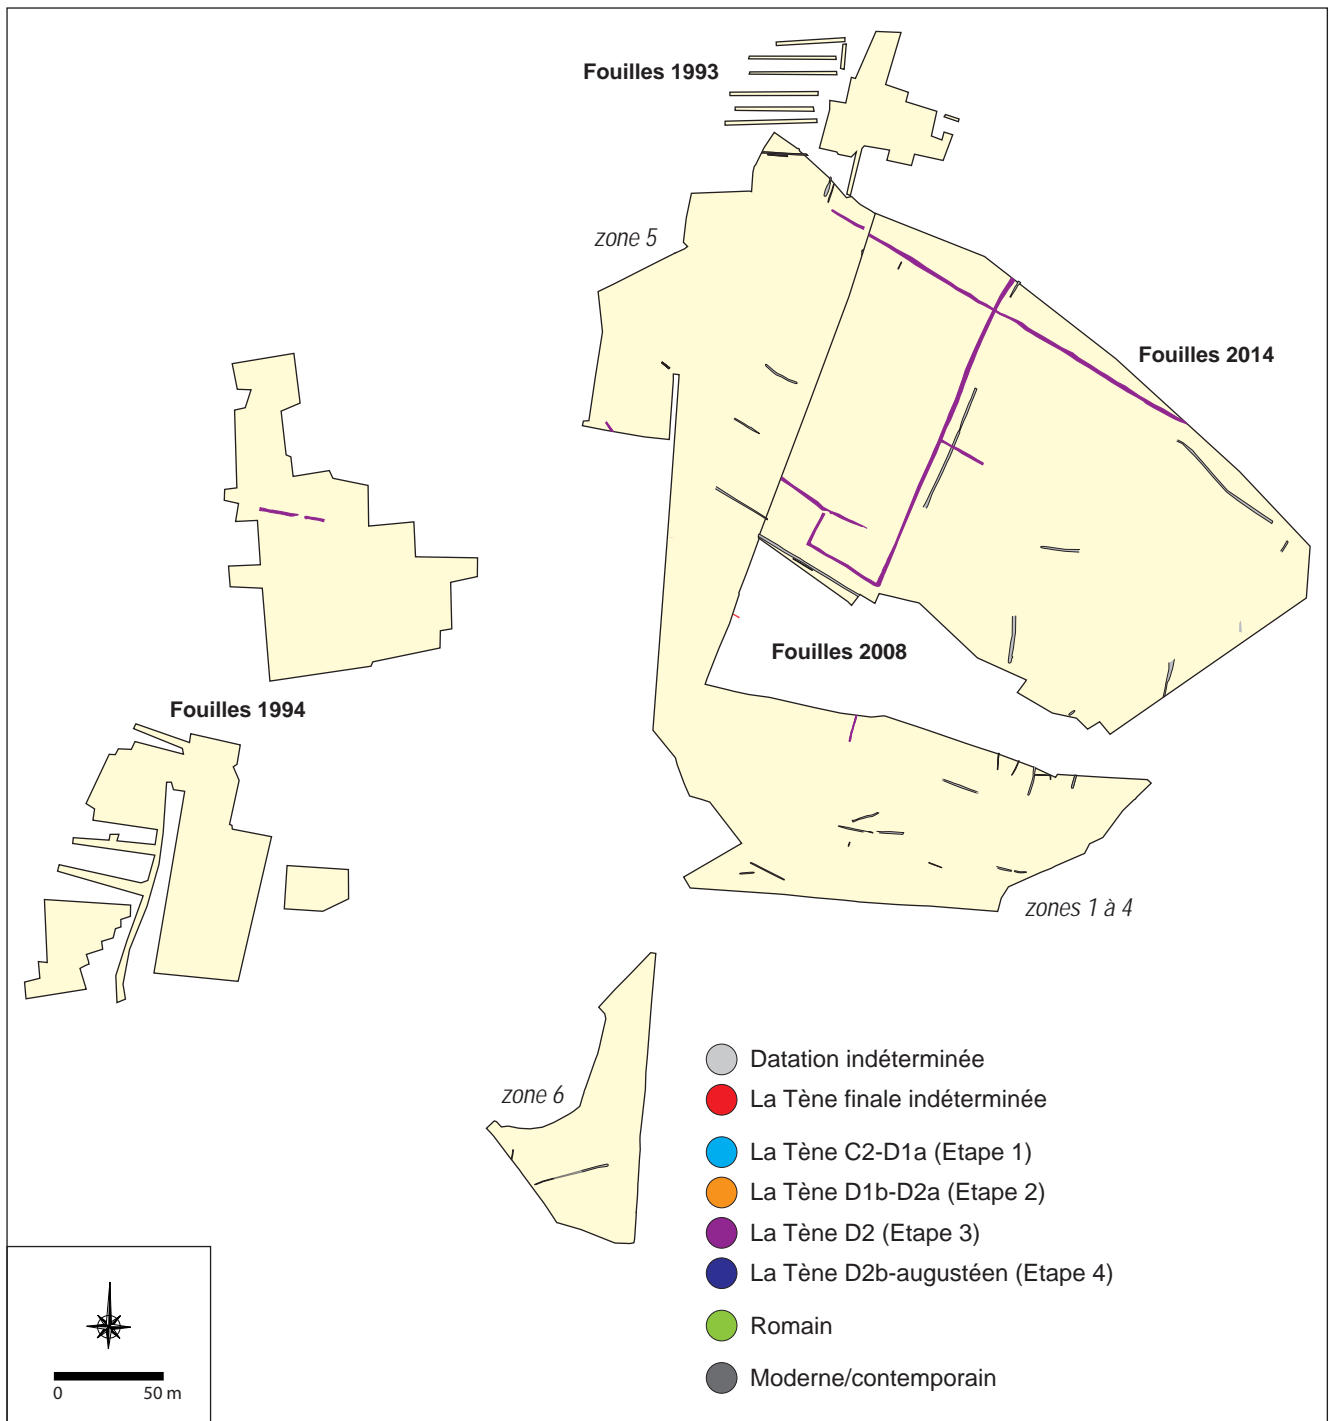 Fouilles 1993
zone 5
Fouilles 2014
Fouilles 2008
Fouilles 1994
zones 1 à 4
zone 6
Datation indéterminée
La Tène finale indéterminée
La Tène C2-D1a (Etape 1)
La Tène D1b-D2a (Etape 2)
La Tène D2 (Etape 3)
La Tène D2b-augustéen (Etape 4)
Romain
Moderne/contemporain
0 50 m